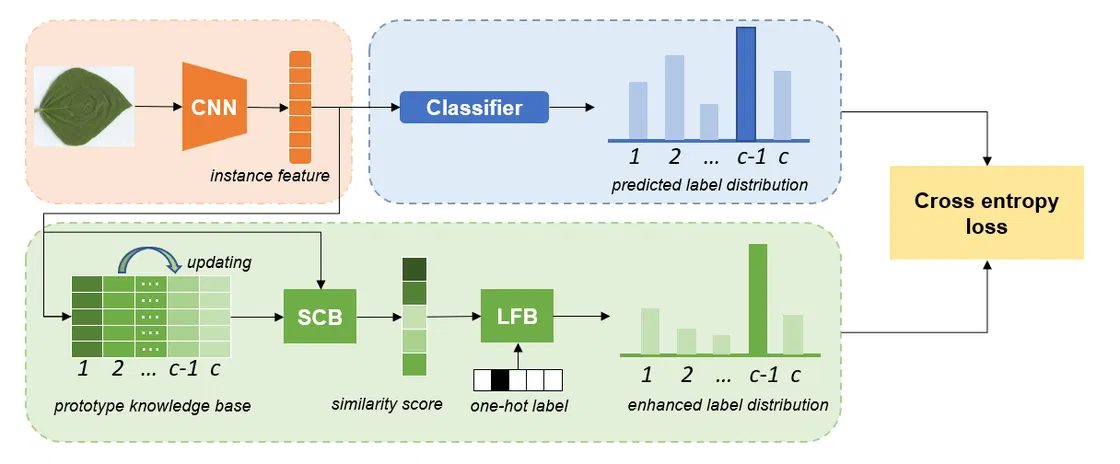 CNN
instance feature
Classifier
1 2 ... c-1 c
predicted label distribution
Cross entropy
loss
updating
... 
...
...
...
...
1 2 ... c-1 c
prototype knowledge base
SCB
similarity score
LFB
one-hot label
1 2 ... c-1 c
enhanced label distribution